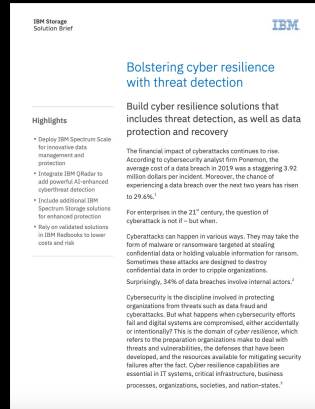 IBM Storage
Solution Brief
IBM
Bolstering cyber resilience
with threat detection
Build cyber resilience solutions that
includes threat detection, as well as data
protection and recovery
Highlights
• Deploy IBM Spectrum Scale
for innovative data
management and
protection
• Integrate IBM QRadar to
add powerful AI-enhanced
cyberthreat detection
• Include additional IBM
Spectrum Storage solutions
for enhanced protection
• Rely on validated solutions
in IBM Redbooks to lower
costs and risk
The financial impact of cyberattacks continues to rise.
According to cybersecurity analyst firm Ponemon, the
average cost of a data breach in 2019 was a staggering 3.92
million dollars per incident. Moreover, the chance of
experiencing a data breach over the next two years has risen
to 29.6%.¹
For enterprises in the 21st century, the question of
cyberattack is not if – but when.
Cyberattacks can happen in various ways. They may take the
form of malware or ransomware targeted at stealing
confidential data or holding valuable information for ransom.
Sometimes these attacks are designed to destroy
confidential data in order to cripple organizations.
Surprisingly, 34% of data breaches involve internal actors.²
Cybersecurity is the discipline involved in protecting
organizations from threats such as data fraud and
cyberattacks. But what happens when cybersecurity efforts
fail and digital systems are compromised, either accidentally
or intentionally? This is the domain of cyber resilience, which
refers to the preparation organizations make to deal with
threats and vulnerabilities, the defenses that have been
developed, and the resources available for mitigating security
failures after the fact. Cyber resilience capabilities are
essential in IT systems, critical infrastructure, business
processes, organizations, societies, and nation-states.³